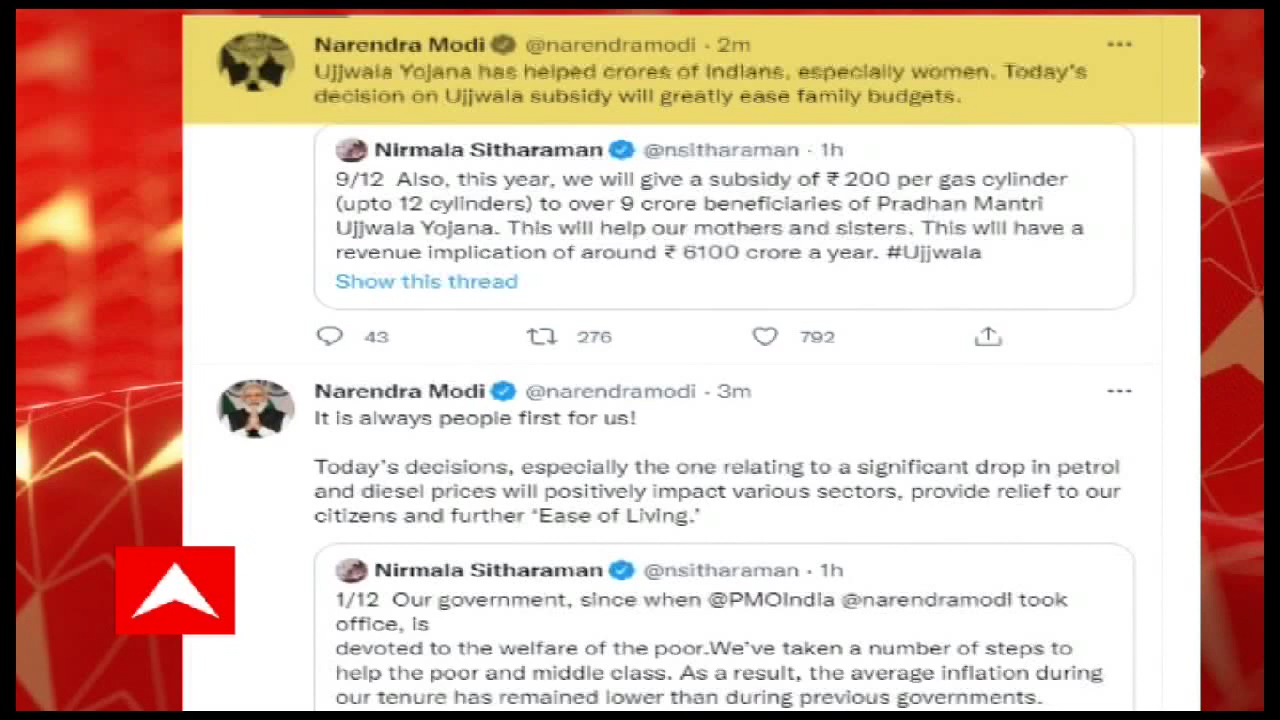 Narendra Modi @narendramodi · 2m
Ujjwala Yojana has helped crores of Indians, especially women. Today's
decision on Ujjwala subsidy will greatly ease family budgets.
Nirmala Sitharaman @nsitharaman · 1h
9/12 Also, this year, we will give a subsidy of ₹ 200 per gas cylinder
(upto 12 cylinders) to over 9 crore beneficiaries of Pradhan Mantri
Ujjwala Yojana. This will help our mothers and sisters. This will have a
revenue implication of around ₹ 6100 crore a year. #Ujjwala
Show this thread
43 276 792
Narendra Modi @narendramodi · 3m
It is always people first for us!
Today's decisions, especially the one relating to a significant drop in petrol
and diesel prices will positively impact various sectors, provide relief to our
citizens and further 'Ease of Living.'
Nirmala Sitharaman @nsitharaman · 1h
1/12 Our government, since when @PMOIndia @narendramodi took
office, is
devoted to the welfare of the poor.We've taken a number of steps to
help the poor and middle class. As a result, the average inflation during
our tenure has remained lower than during previous governments.